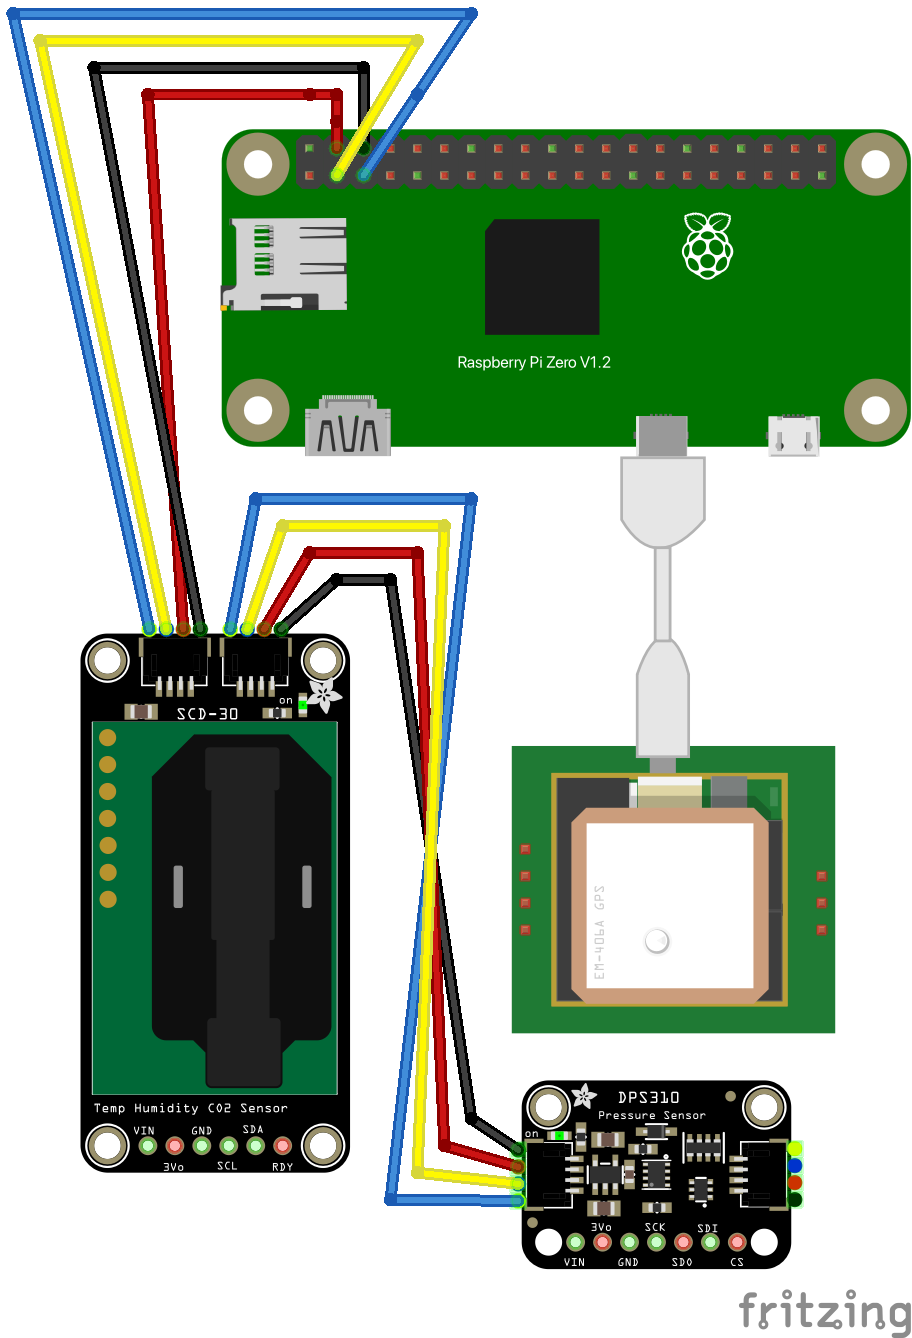 Raspberry Pi Zero V1.2
on
SCD-30
EM-406A GPS
Temp Humidity CO2 Sensor
VIN GND SDA
3Vo SCL RDY
DPS310
Pressure Sensor
on
3Vo SCK SDI
VIN GND SDO CS
fritzing